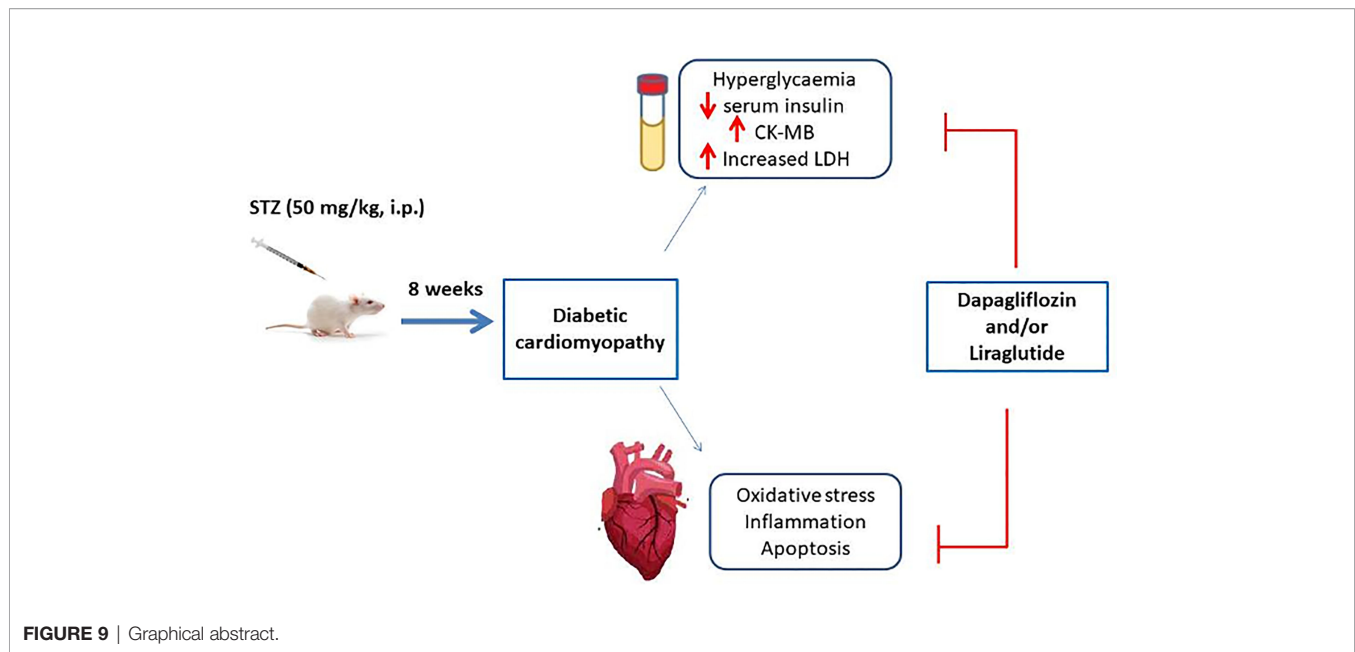 Hyperglycaemia
↓ serum insulin
↑ CK-MB
↑ Increased LDH
STZ (50 mg/kg, i.p.)
8 weeks
Diabetic
cardiomyopathy
Dapagliflozin
and/or
Liraglutide
Oxidative stress
Inflammation
Apoptosis
FIGURE 9 | Graphical abstract.